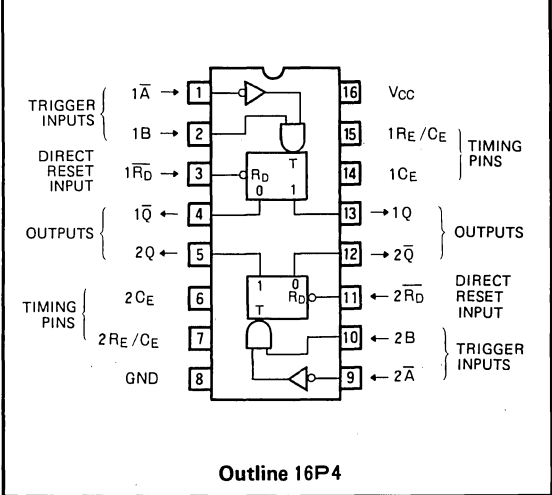 TRIGGER
INPUTS
1A̅ → 1
1B → 2
DIRECT
RESET
INPUT
1R̅D̅ → 3
OUTPUTS
1Q̅ ← 4
2Q ← 5
TIMING
PINS
2CE 6
2RE/CE 7
GND 8
T
RD
0 1
1 0
RD
T
16 VCC
15 1RE/CE
14 1CE
TIMING
PINS
13 → 1Q
12 → 2Q̅
OUTPUTS
11 ← 2R̅D̅
DIRECT
RESET
INPUT
10 ← 2B
9 ← 2A̅
TRIGGER
INPUTS
Outline 16P4